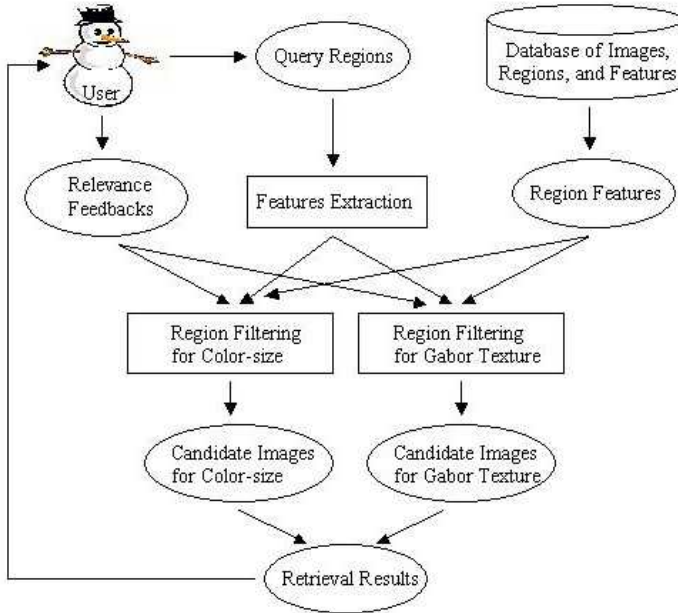 User
Query Regions
Database of Images,
Regions, and Features
Relevance
Feedbacks
Features Extraction
Region Features
Region Filtering
for Color-size
Region Filtering
for Gabor Texture
Candidate Images
for Color-size
Candidate Images
for Gabor Texture
Retrieval Results